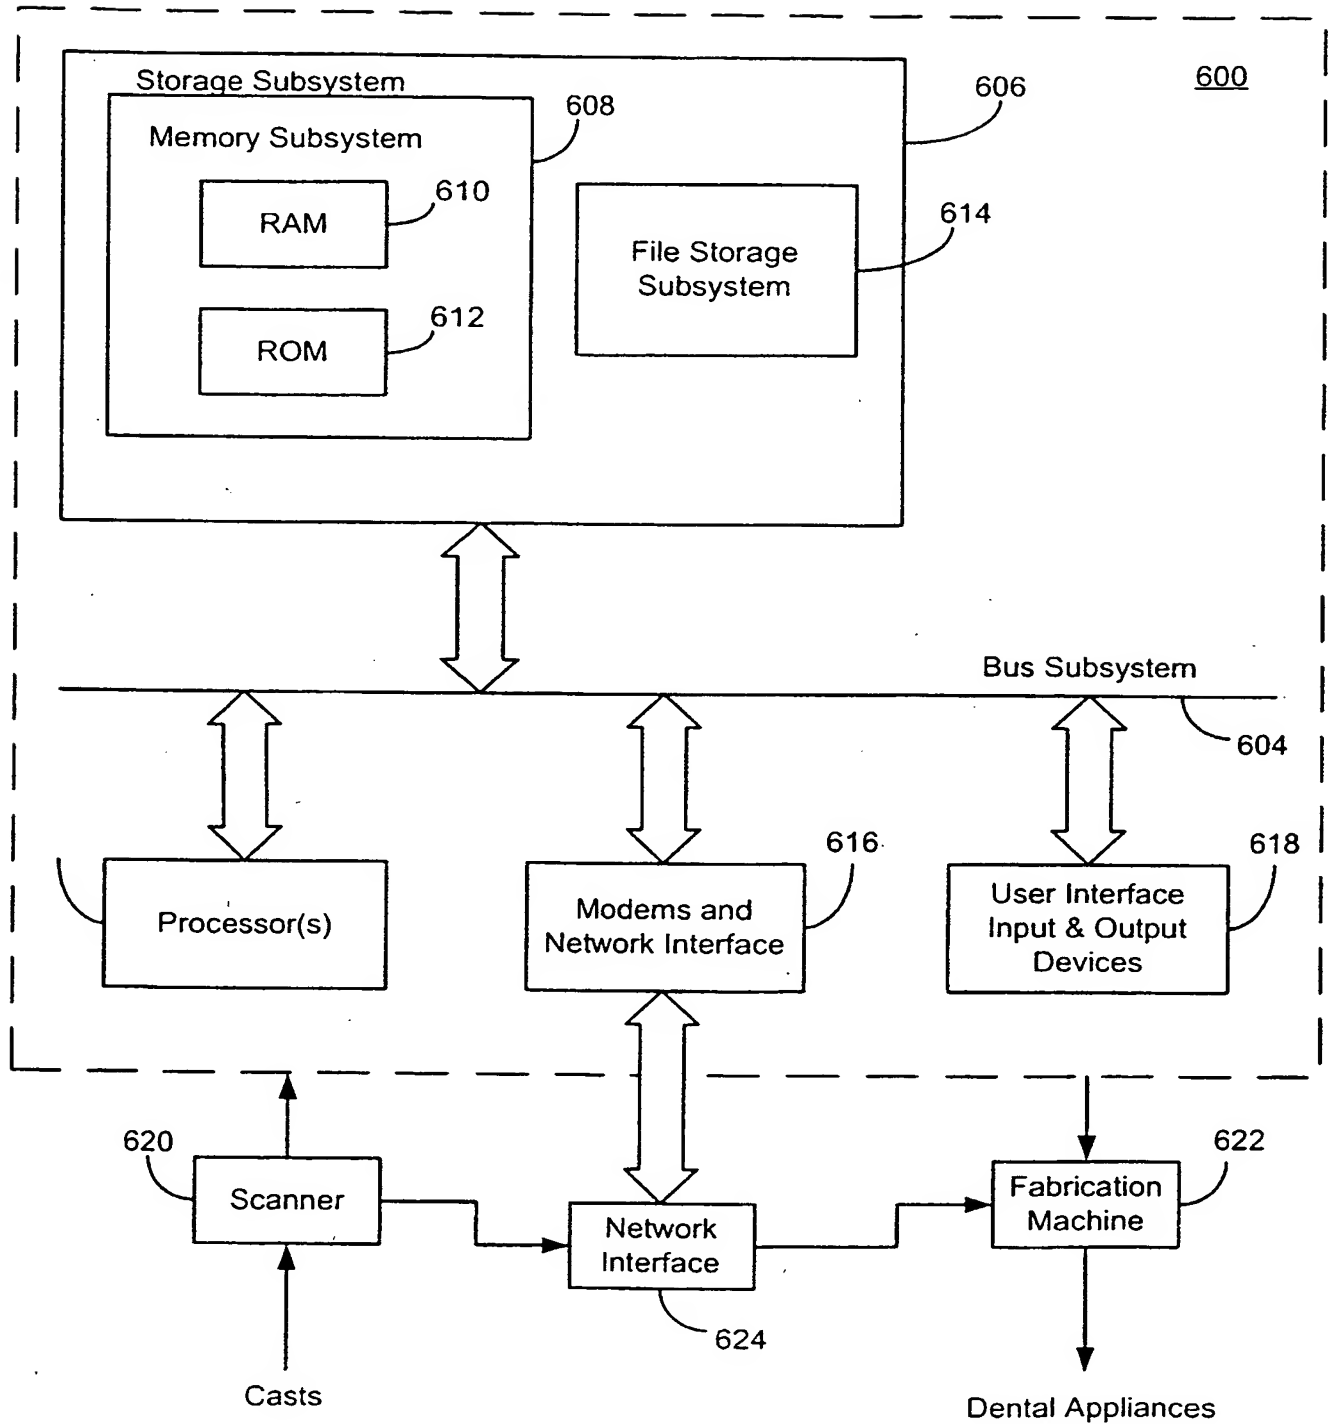 600
Storage Subsystem
606
608
Memory Subsystem
610
RAM
614
File Storage
Subsystem
612
ROM
Bus Subsystem
604
616
618
Processor(s)
Modems and
Network Interface
User Interface
Input & Output
Devices
620
622
Scanner
Fabrication
Machine
Network
Interface
624
Casts
Dental Appliances